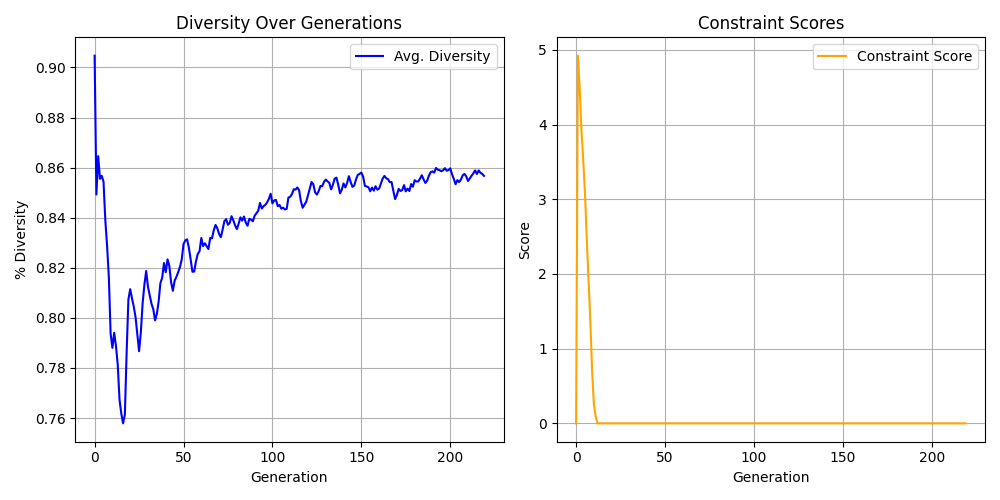 Diversity Over Generations
Avg. Diversity
% Diversity
0.90
0.88
0.86
0.84
0.82
0.80
0.78
0.76
0 50 100 150 200
Generation
Constraint Scores
Constraint Score
Score
5
4
3
2
1
0
0 50 100 150 200
Generation